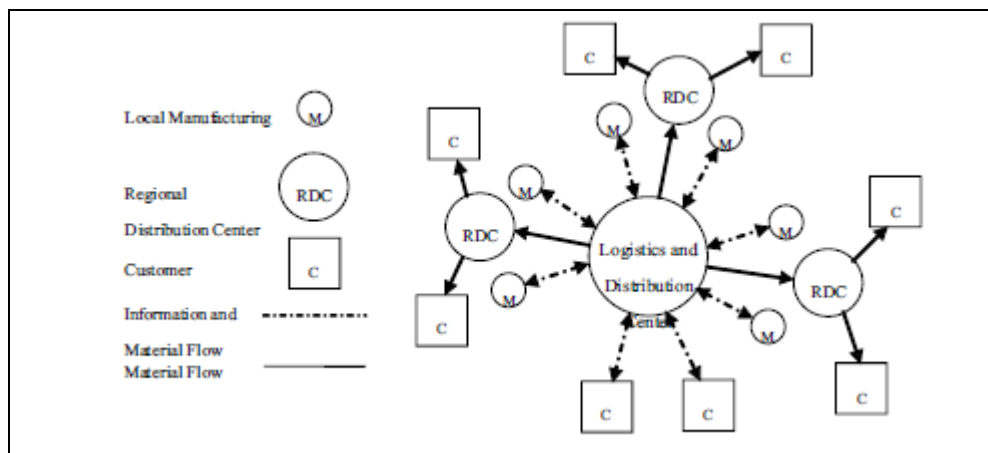 Local Manufacturing
M
Regional
RDC
Distribution Center
Customer
C
Information and
Material Flow
Material Flow
C
C
RDC
M
M
C
M
RDC
C
M
C
Logistics and
Distribution
Center
M
RDC
M
C
C
C
C